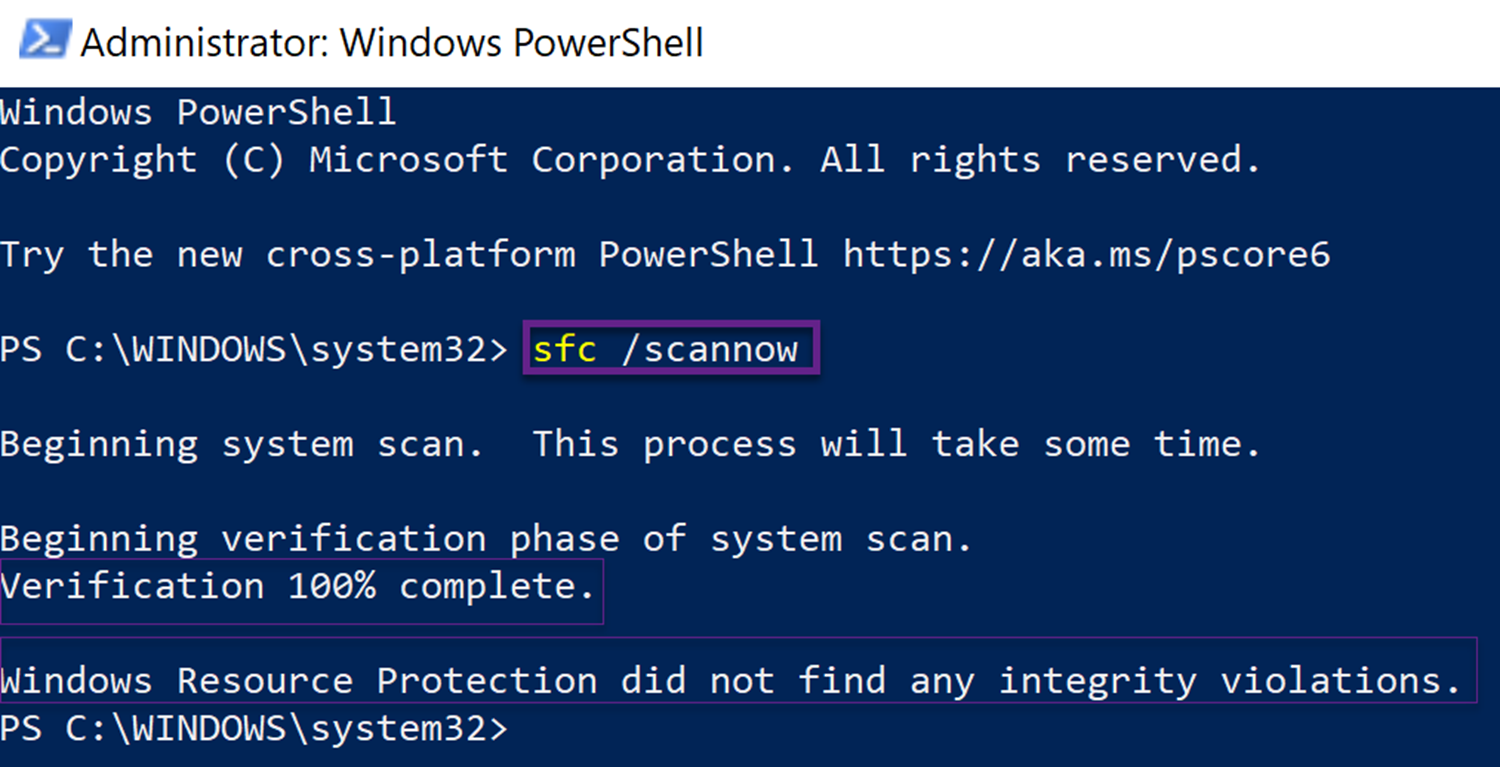 Administrator: Windows PowerShell
Windows PowerShell
Copyright (C) Microsoft Corporation. All rights reserved.
Try the new cross-platform PowerShell https://aka.ms/pscore6
PS C:\WINDOWS\system32> sfc /scannow
Beginning system scan.  This process will take some time.
Beginning verification phase of system scan.
Verification 100% complete.
Windows Resource Protection did not find any integrity violations.
PS C:\WINDOWS\system32>